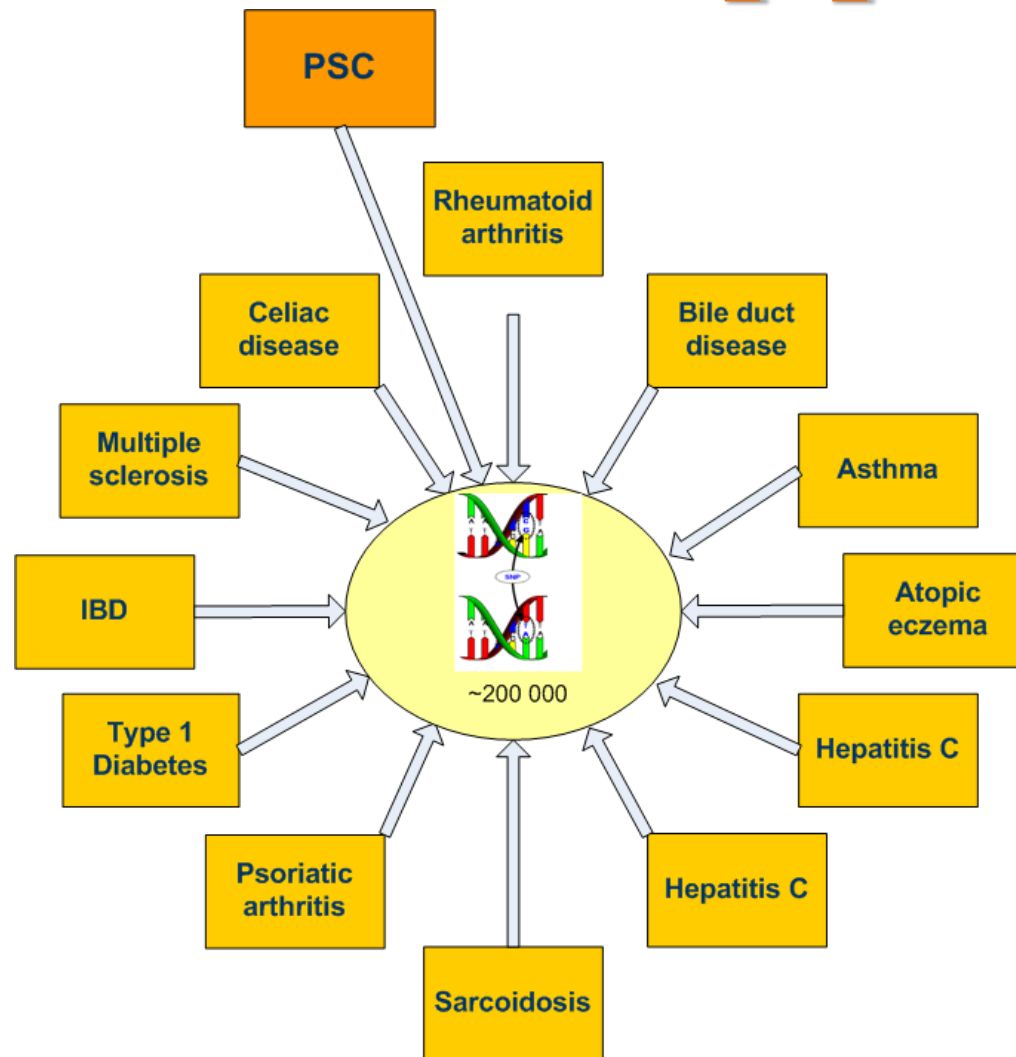 PSC
Rheumatoid
arthritis
Celiac
disease
Bile duct
disease
Multiple
sclerosis
Asthma
IBD
Atopic
eczema
SNP
~200 000
Type 1
Diabetes
Hepatitis C
Psoriatic
arthritis
Hepatitis C
Sarcoidosis